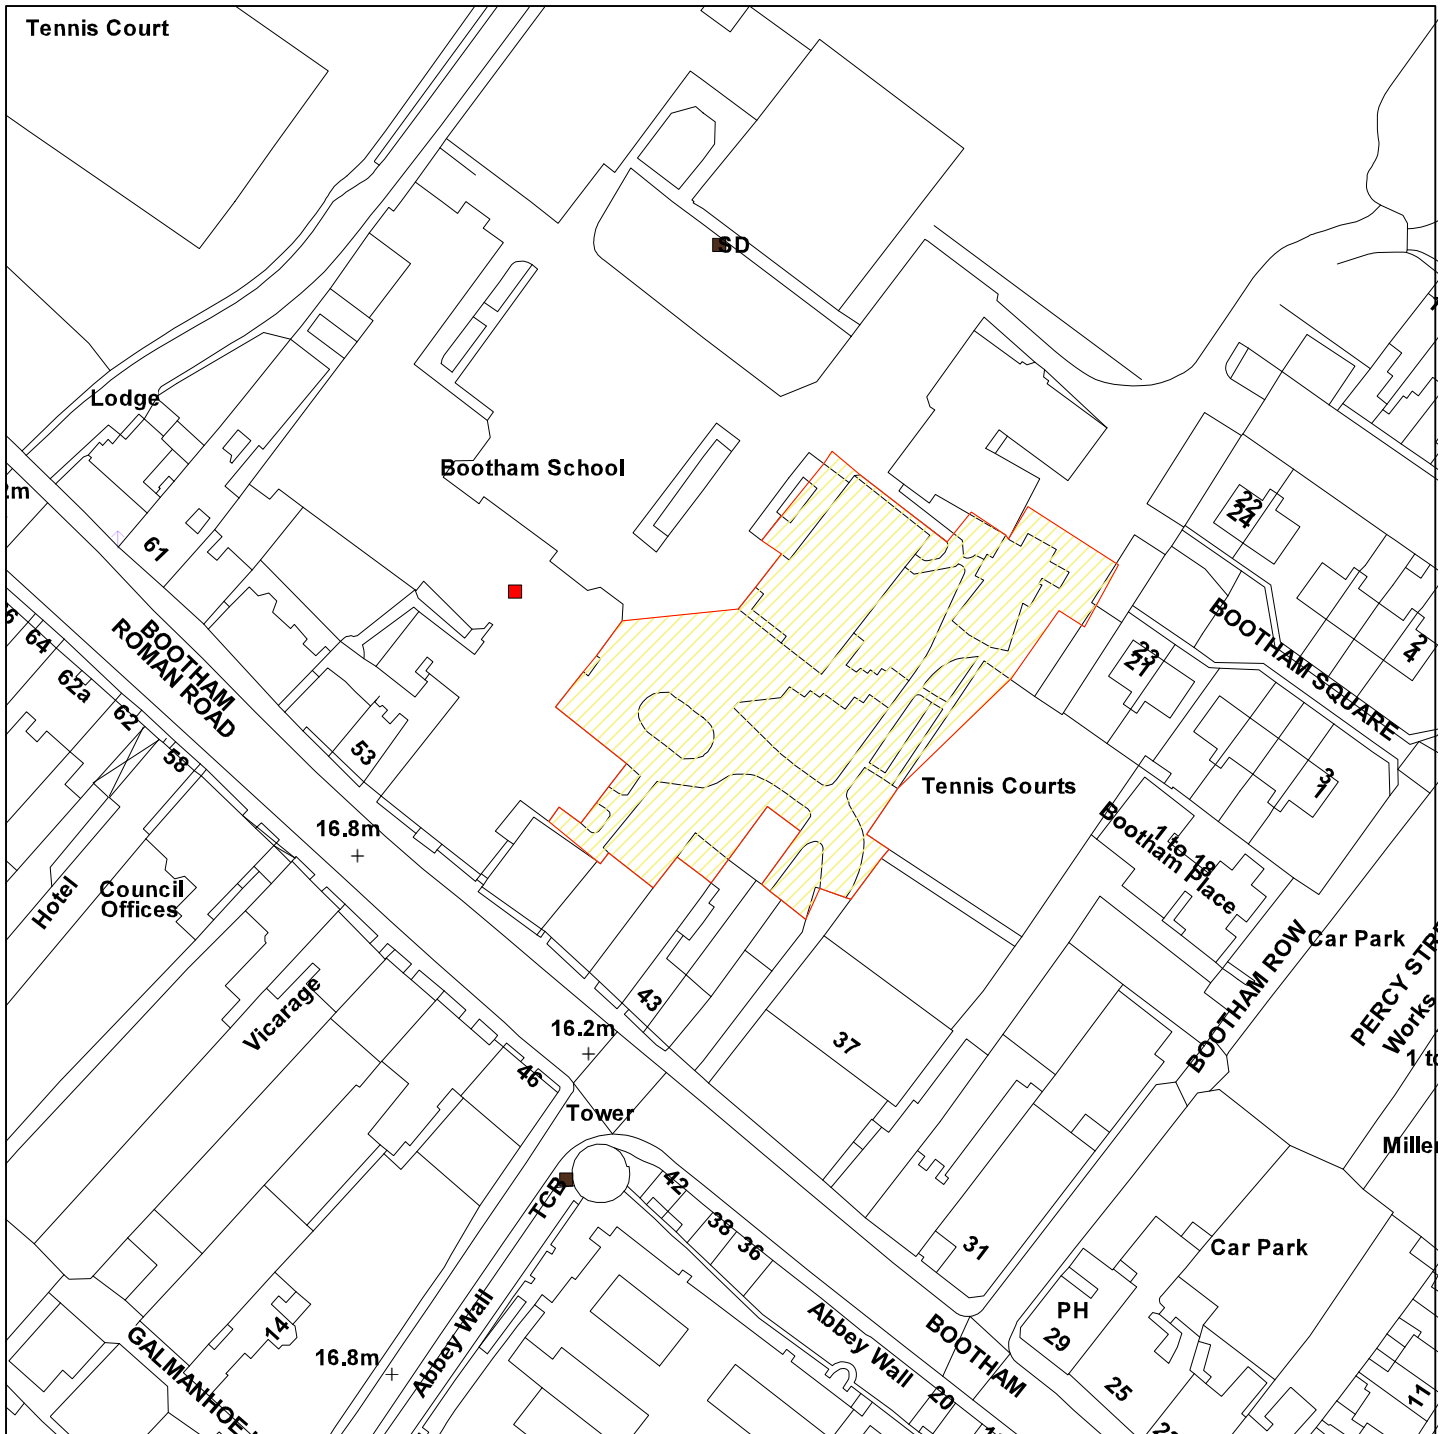 Tennis Court
SD
Lodge
Bootham School
22
24
61
BOOTHAM
ROMAN ROAD
64
62a
62
58
53
BOOTHAM SQUARE
2
4
23
21
3
1
Tennis Courts
1 to 18
Bootham Place
16.8m
Hotel
Council
Offices
Car Park
BOOTHAM ROW
PERCY STR
Works
1 to
Vicarage
43
16.2m
37
46
Tower
Miller
TCB
42
38
36
31
Car Park
PH
29
14
GALMANHOE
16.8m
Abbey Wall
Abbey Wall
BOOTHAM
20
25
11